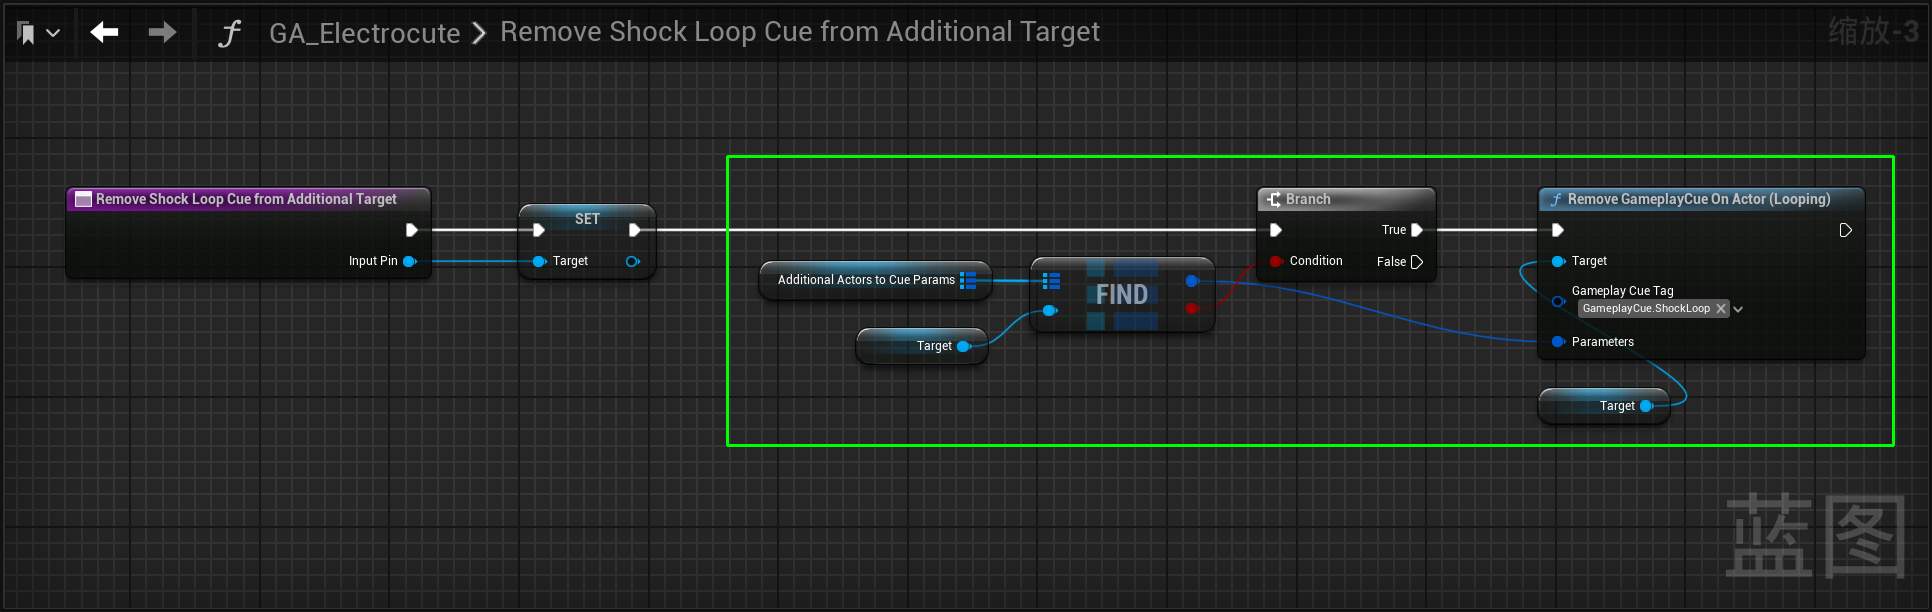 GA_Electrocute > Remove Shock Loop Cue from Additional Target
缩放-3
Remove Shock Loop Cue from Additional Target
Input Pin
SET
Target
Additional Actors to Cue Params
Target
FIND
Branch
True
Condition
False
Remove GameplayCue On Actor (Looping)
Target
Gameplay Cue Tag
GameplayCue.ShockLoop
Parameters
Target
蓝图